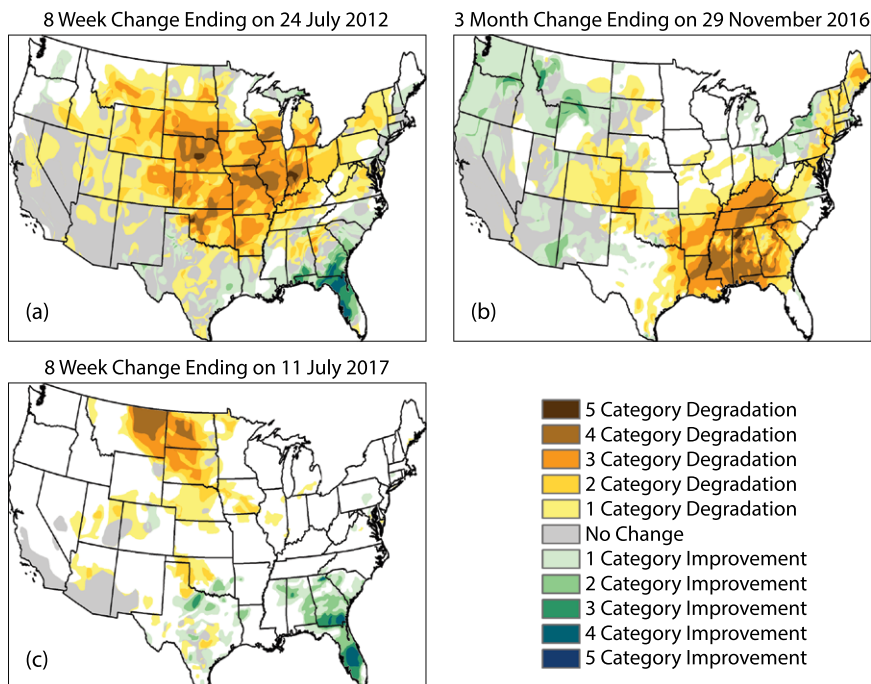 8 Week Change Ending on 24 July 2012
3 Month Change Ending on 29 November 2016
(a)
(b)
8 Week Change Ending on 11 July 2017
(c)
5 Category Degradation
4 Category Degradation
3 Category Degradation
2 Category Degradation
1 Category Degradation
No Change
1 Category Improvement
2 Category Improvement
3 Category Improvement
4 Category Improvement
5 Category Improvement